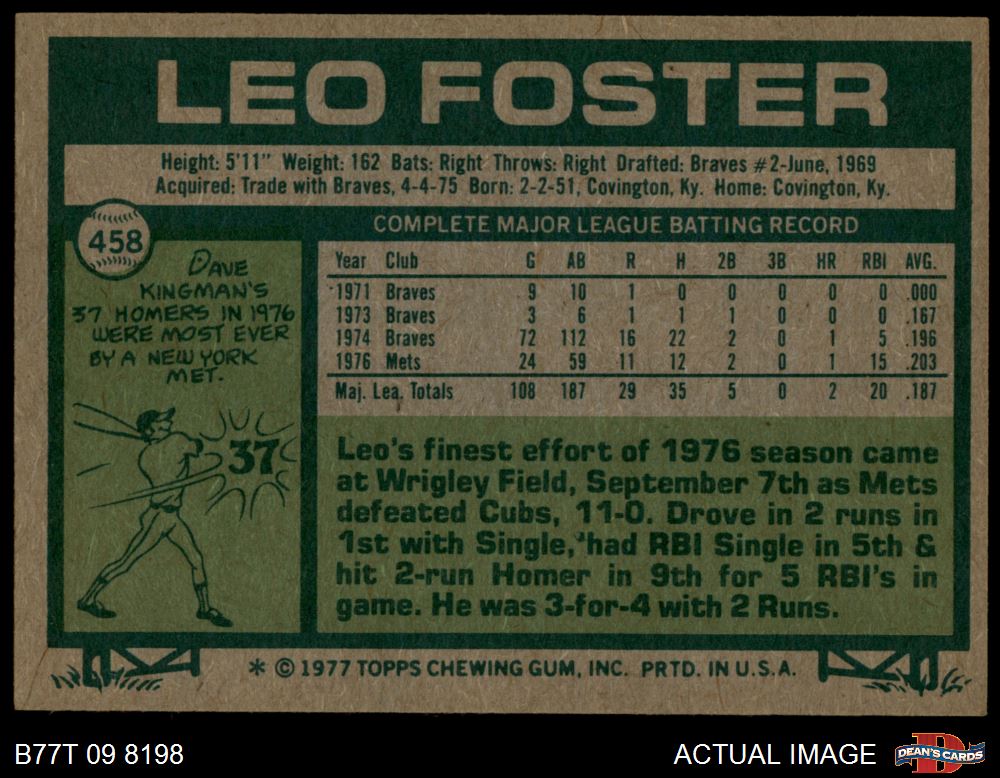 LEO FOSTER
Height: 5'11" Weight: 162 Bats: Right Throws: Right Drafted: Braves #2-June, 1969
Acquired: Trade with Braves, 4-4-75 Born: 2-2-51, Covington, Ky. Home: Covington, Ky.
458
DAVE
KINGMAN'S
37 HOMERS IN 1976
WERE MOST EVER
BY A NEW YORK
MET.
37
COMPLETE MAJOR LEAGUE BATTING RECORD
Year Club G AB R H 2B 3B HR RBI AVG.
1971 Braves 9 10 1 0 0 0 0 0 .000
1973 Braves 3 6 1 1 1 0 0 0 .167
1974 Braves 72 112 16 22 2 0 1 5 .196
1976 Mets 24 59 11 12 2 0 1 15 .203
Maj. Lea. Totals 108 187 29 35 5 0 2 20 .187
Leo's finest effort of 1976 season came
at Wrigley Field, September 7th as Mets
defeated Cubs, 11-0. Drove in 2 runs in
1st with Single, had RBI Single in 5th &
hit 2-run Homer in 9th for 5 RBI's in
game. He was 3-for-4 with 2 Runs.
* © 1977 TOPPS CHEWING GUM, INC. PRTD. IN U.S.A.
B77T 09 8198
ACTUAL IMAGE
D
DEAN'S CARDS